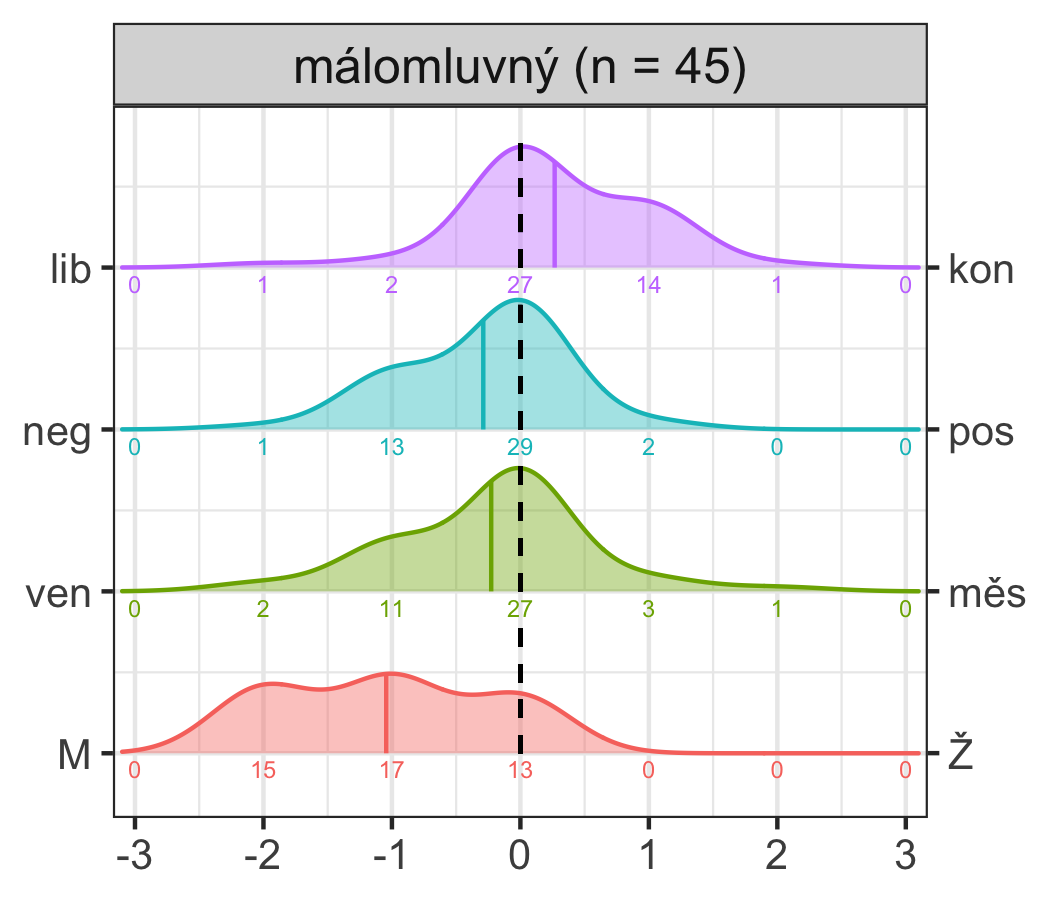 málomluvný (n = 45)
lib kon
0 1 2 27 14 1 0
neg pos
0 1 13 29 2 0 0
ven měs
0 2 11 27 3 1 0
M Ž
0 15 17 13 0 0 0
-3 -2 -1 0 1 2 3